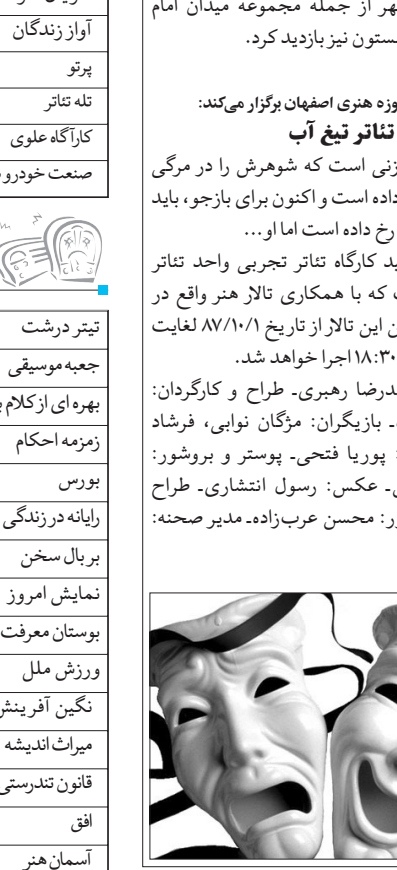 هر از جمله مجموعه میدان امام
ستون نیز بازدید کرد.
وزه هنری اصفهان برگزار می‌کند:
تئاتر تیغ آب
زنی است که شوهرش را در مرگی
داده است و اکنون برای بازجو، باید
رخ داده است اما او...
ید کارگاه تئاتر تجربی واحد تئاتر
که با همکاری تالار هنر واقع در
ن این تالار از تاریخ ۸۷/۱۰/۱ لغایت
۱۸:۳۰ اجرا خواهد شد.
درضا رهبری‌ـ طراح و کارگردان:
ـ بازیگران: مژگان نوابی، فرشاد
: پوریا فتحی‌ـ پوستر و بروشور:
ـ عکس: رسول انتشاری‌ـ طراح
ور: محسن عرب‌زاده‌ـ مدیر صحنه:
آواز زندگان
پرتو
تله تئاتر
کارآگاه علوی
صنعت خودرو
تیتر درشت
جعبه موسیقی
بهره ای از کلام
زمزمه احکام
بورس
رایانه در زندگی
بر بال سخن
نمایش امروز
بوستان معرفت
ورزش ملل
نگین آفرینش
میراث اندیشه
قانون تندرستی
افق
آسمان هنر